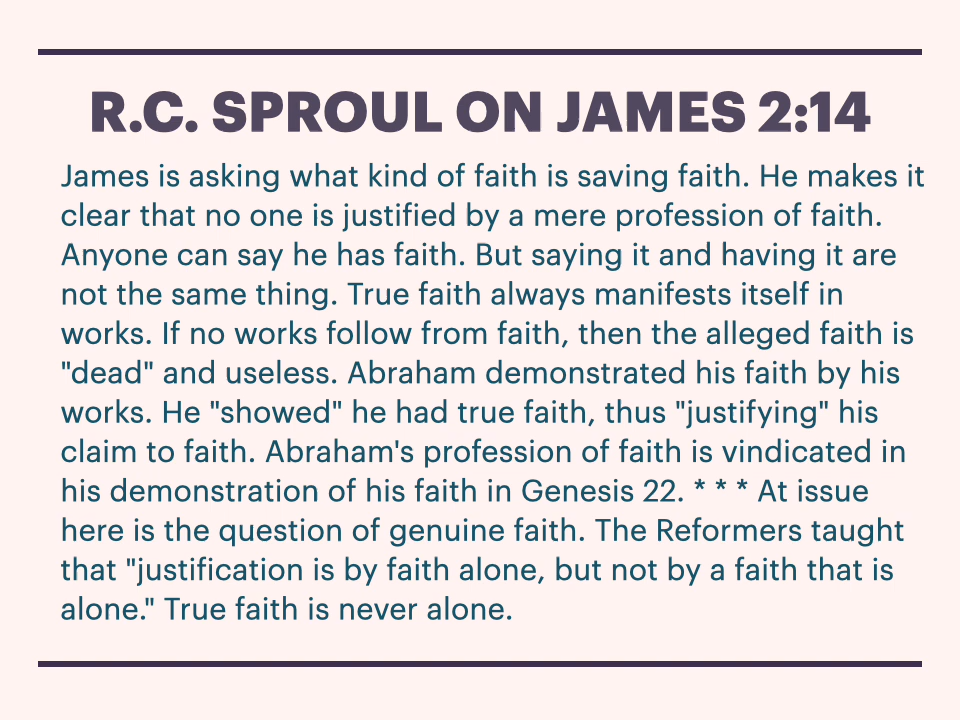 R.C. SPROUL ON JAMES 2:14
James is asking what kind of faith is saving faith. He makes it
clear that no one is justified by a mere profession of faith.
Anyone can say he has faith. But saying it and having it are
not the same thing. True faith always manifests itself in
works. If no works follow from faith, then the alleged faith is
"dead" and useless. Abraham demonstrated his faith by his
works. He "showed" he had true faith, thus "justifying" his
claim to faith. Abraham's profession of faith is vindicated in
his demonstration of his faith in Genesis 22. * * * At issue
here is the question of genuine faith. The Reformers taught
that "justification is by faith alone, but not by a faith that is
alone." True faith is never alone.